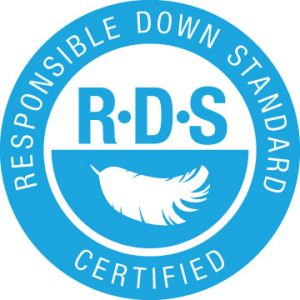 RESPONSIBLE DOWN STANDARD
R·D·S
CERTIFIED